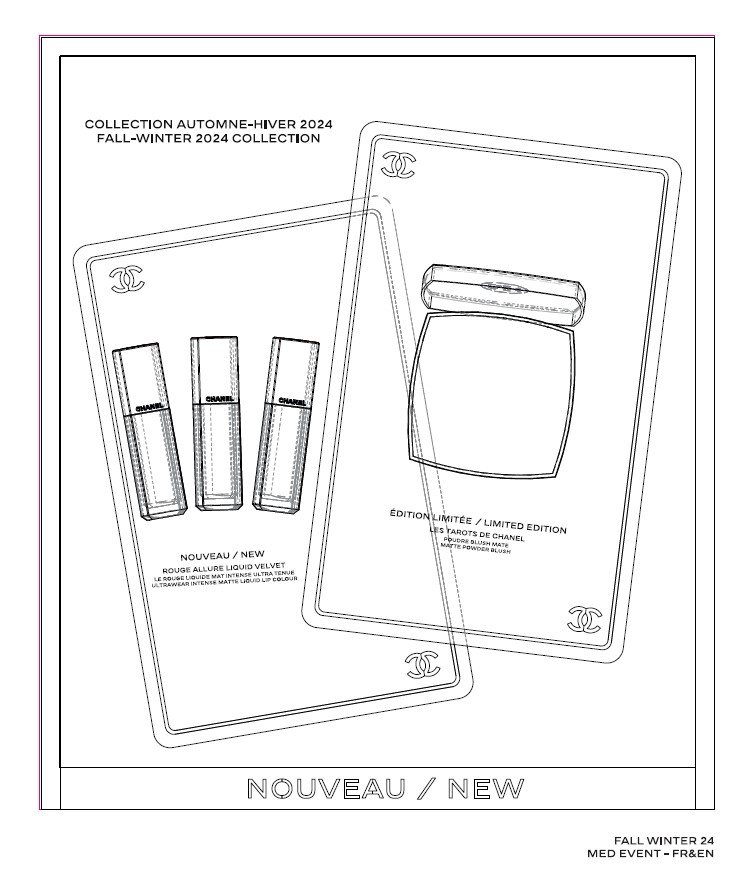 COLLECTION AUTOMNE-HIVER 2024
FALL-WINTER 2024 COLLECTION
CHANEL
CHANEL
CHANEL
ÉDITION LIMITÉE / LIMITED EDITION
LES TAROTS DE CHANEL
POUDRE BLUSH MATE
MATTE POWDER BLUSH
NOUVEAU / NEW
ROUGE ALLURE LIQUID VELVET
LE ROUGE LIQUIDE MAT INTENSE ULTRA TENUE
ULTRAWEAR INTENSE MATTE LIQUID LIP COLOUR
NOUVEAU / NEW
FALL WINTER 24
MED EVENT - FR&EN